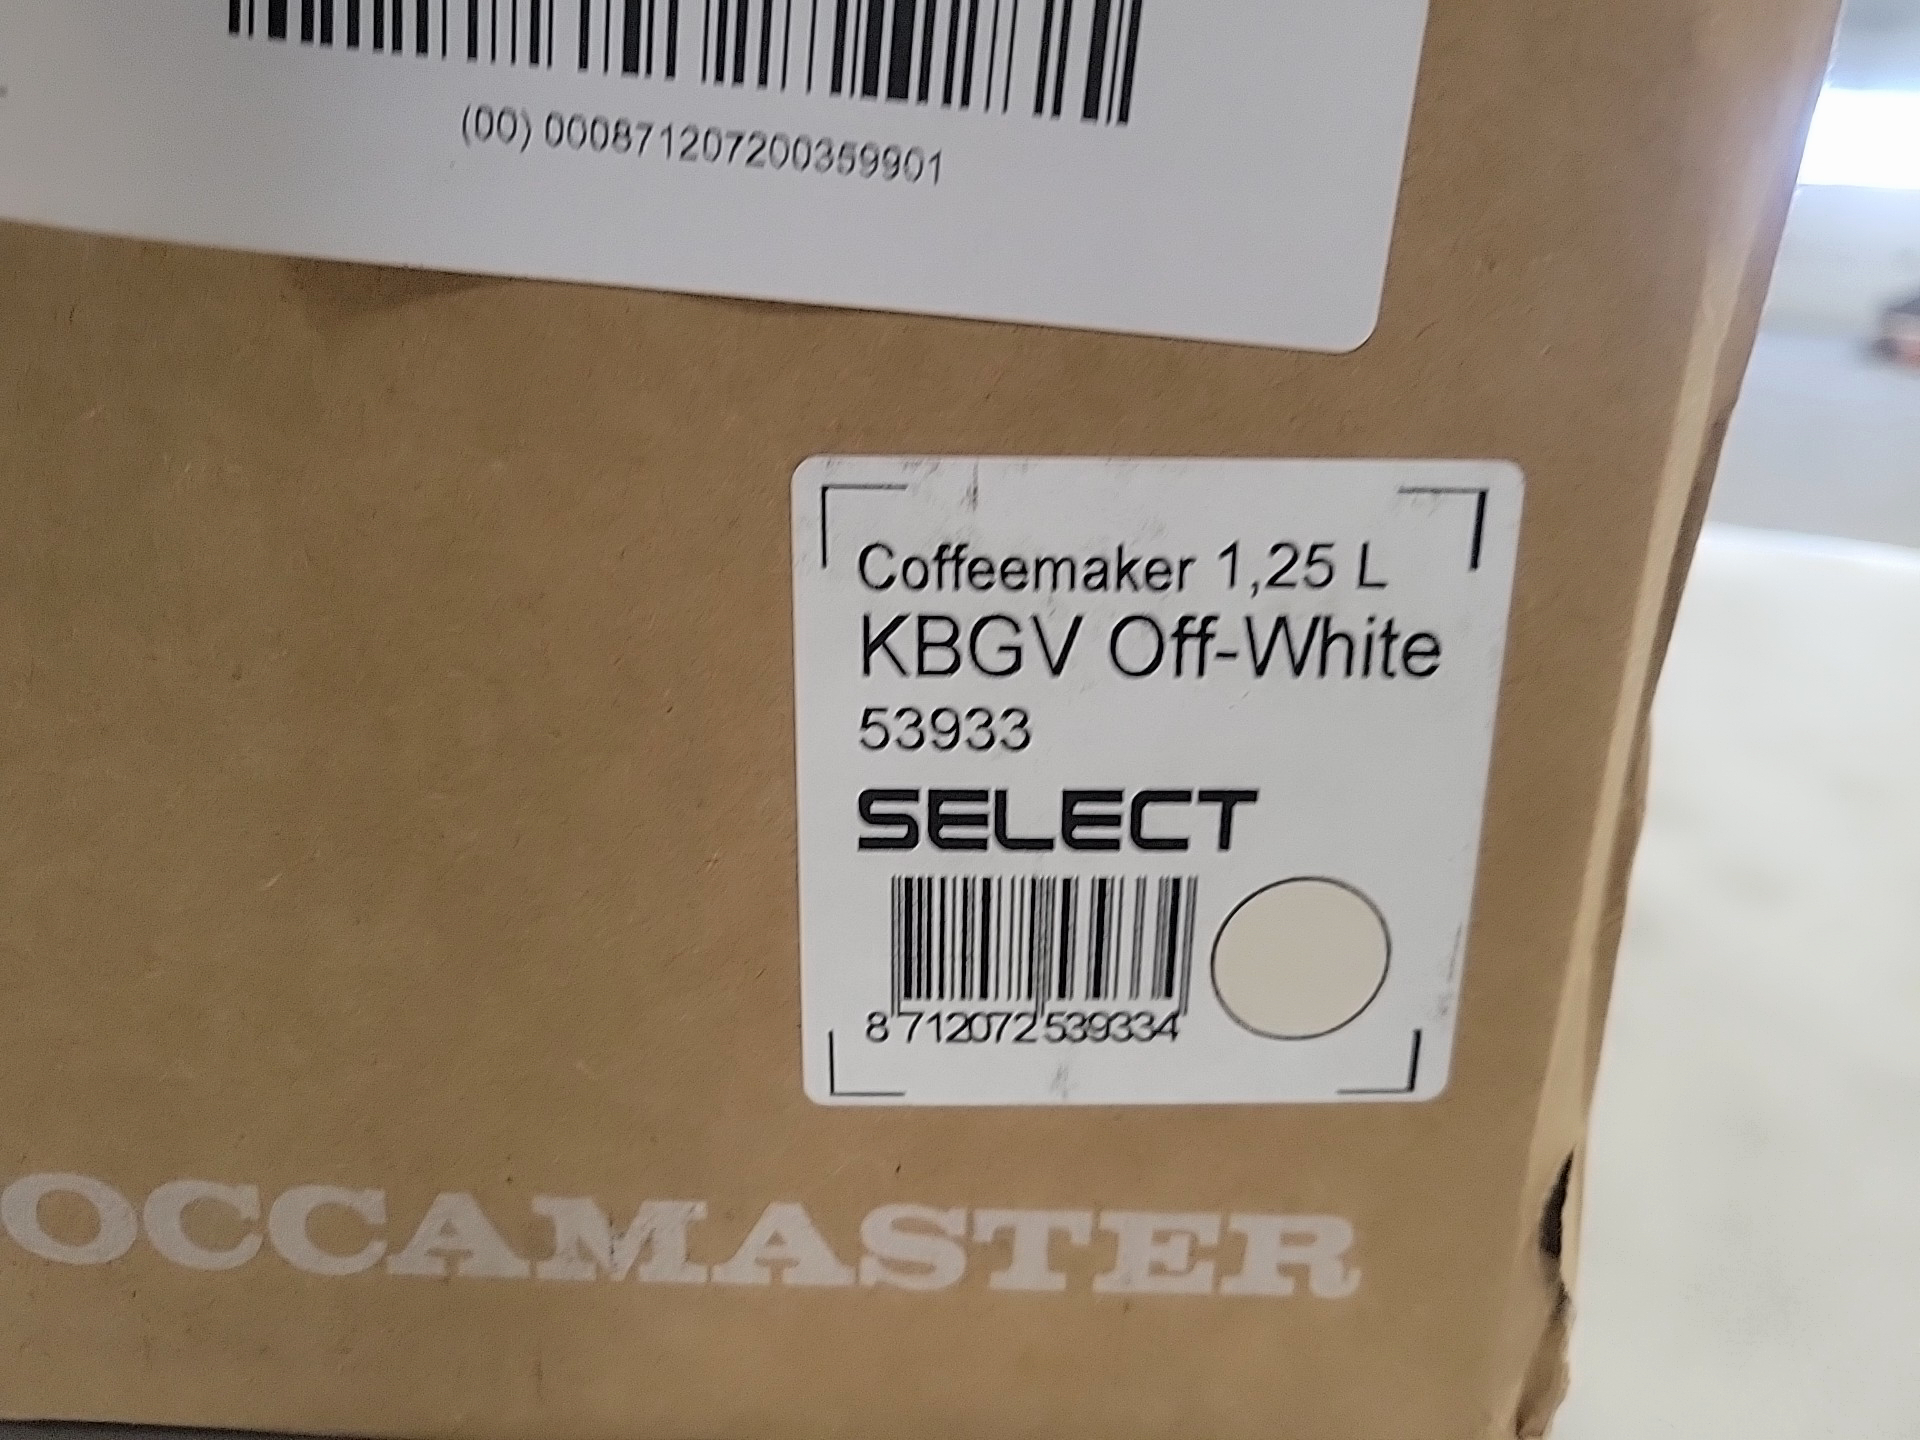 (00) 000871207200359901
Coffeemaker 1,25 L
KBGV Off-White
53933
SELECT
8 712072 539334
OCCAMASTER